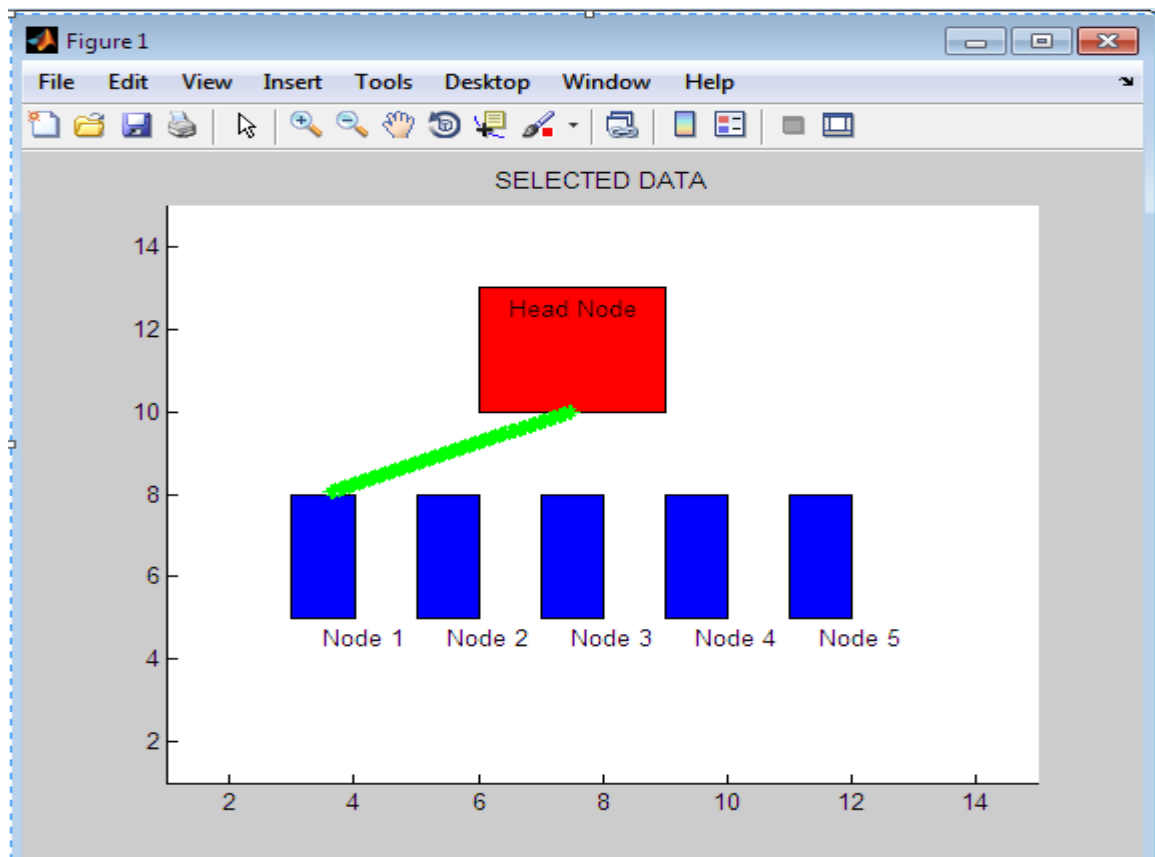 Figure 1
File Edit View Insert Tools Desktop Window Help
SELECTED DATA
14
Head Node
12
10
8
6
Node 1 Node 2 Node 3 Node 4 Node 5
4
2
2 4 6 8 10 12 14